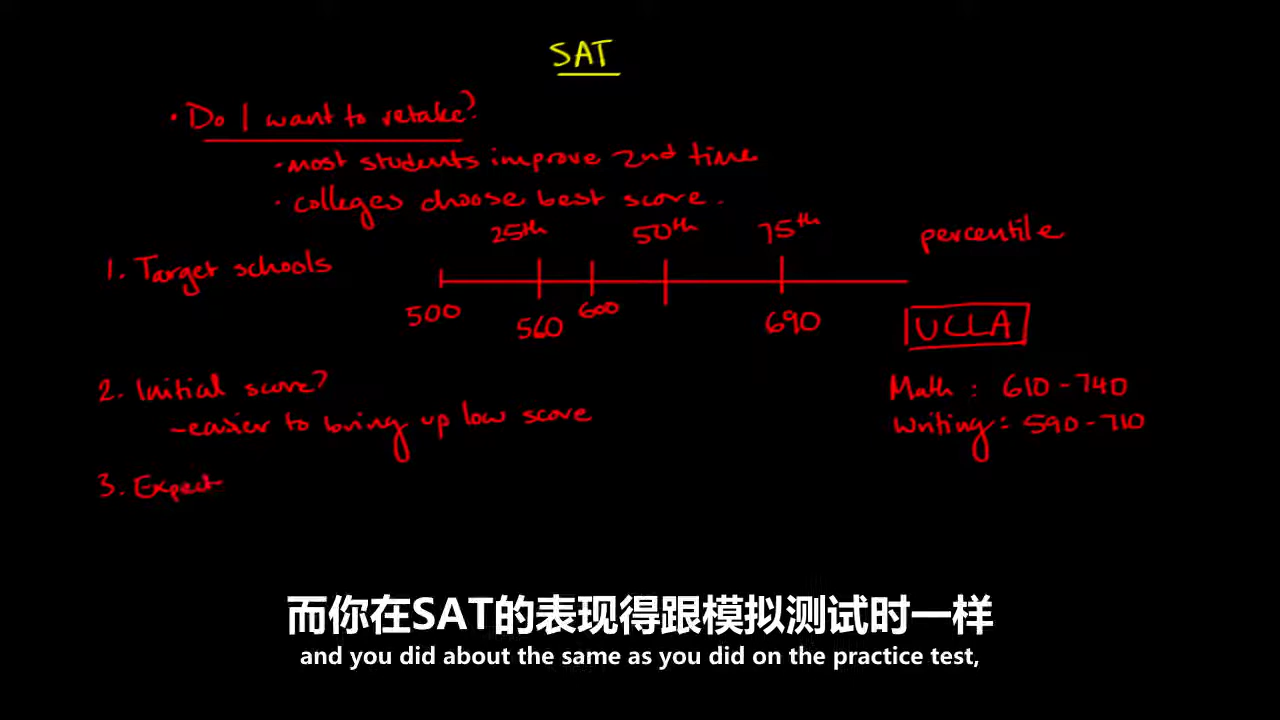 SAT
• Do I want to retake?
• most students improve 2nd time
• colleges choose best score.
25th 50th 75th percentile
1. Target schools
500 560 600 690
UCLA
2. Initial score?
Math : 610 - 740
- easier to bring up low score
Writing : 590 - 710
3. Expect
而你在SAT的表现得跟模拟测试时一样
and you did about the same as you did on the practice test,